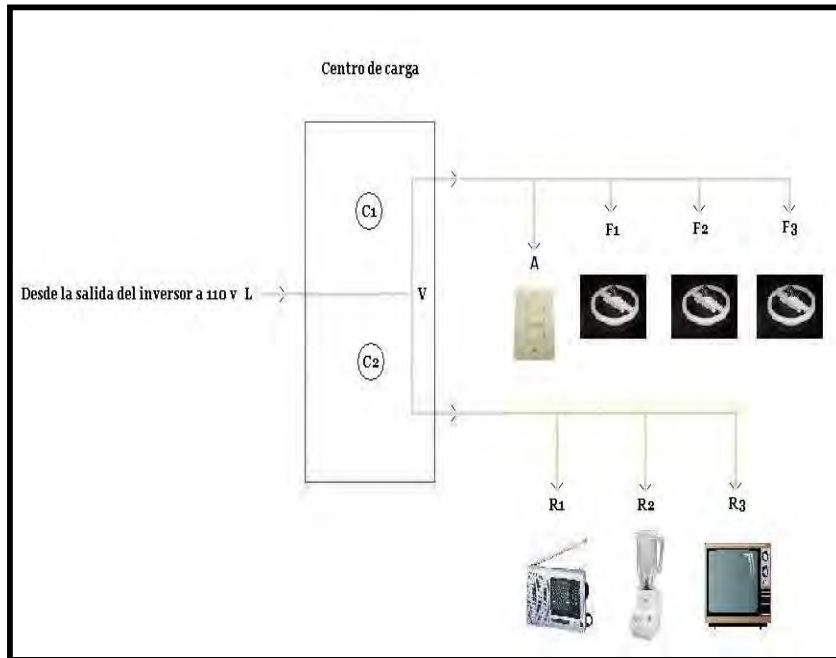 Centro de carga
C1
F1 F2 F3
A
Desde la salida del inversor a 110 v L
V
C2
R1 R2 R3